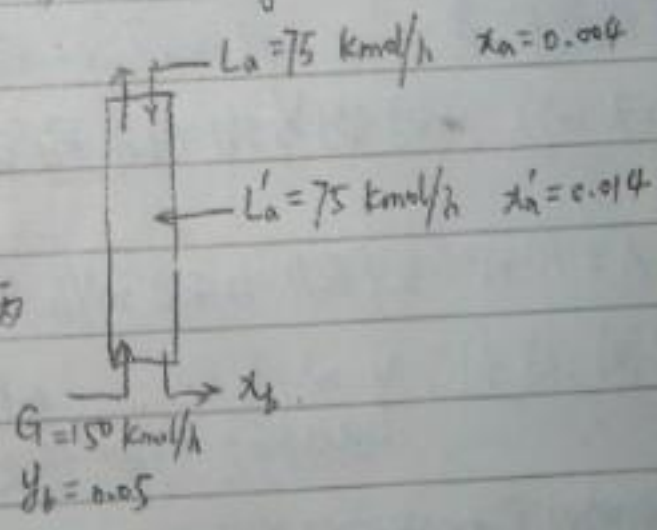 La=75 kmol/h xa=0.004
L'a=75 kmol/h x'a=0.014
xb
G=150 kmol/h
yb=0.05